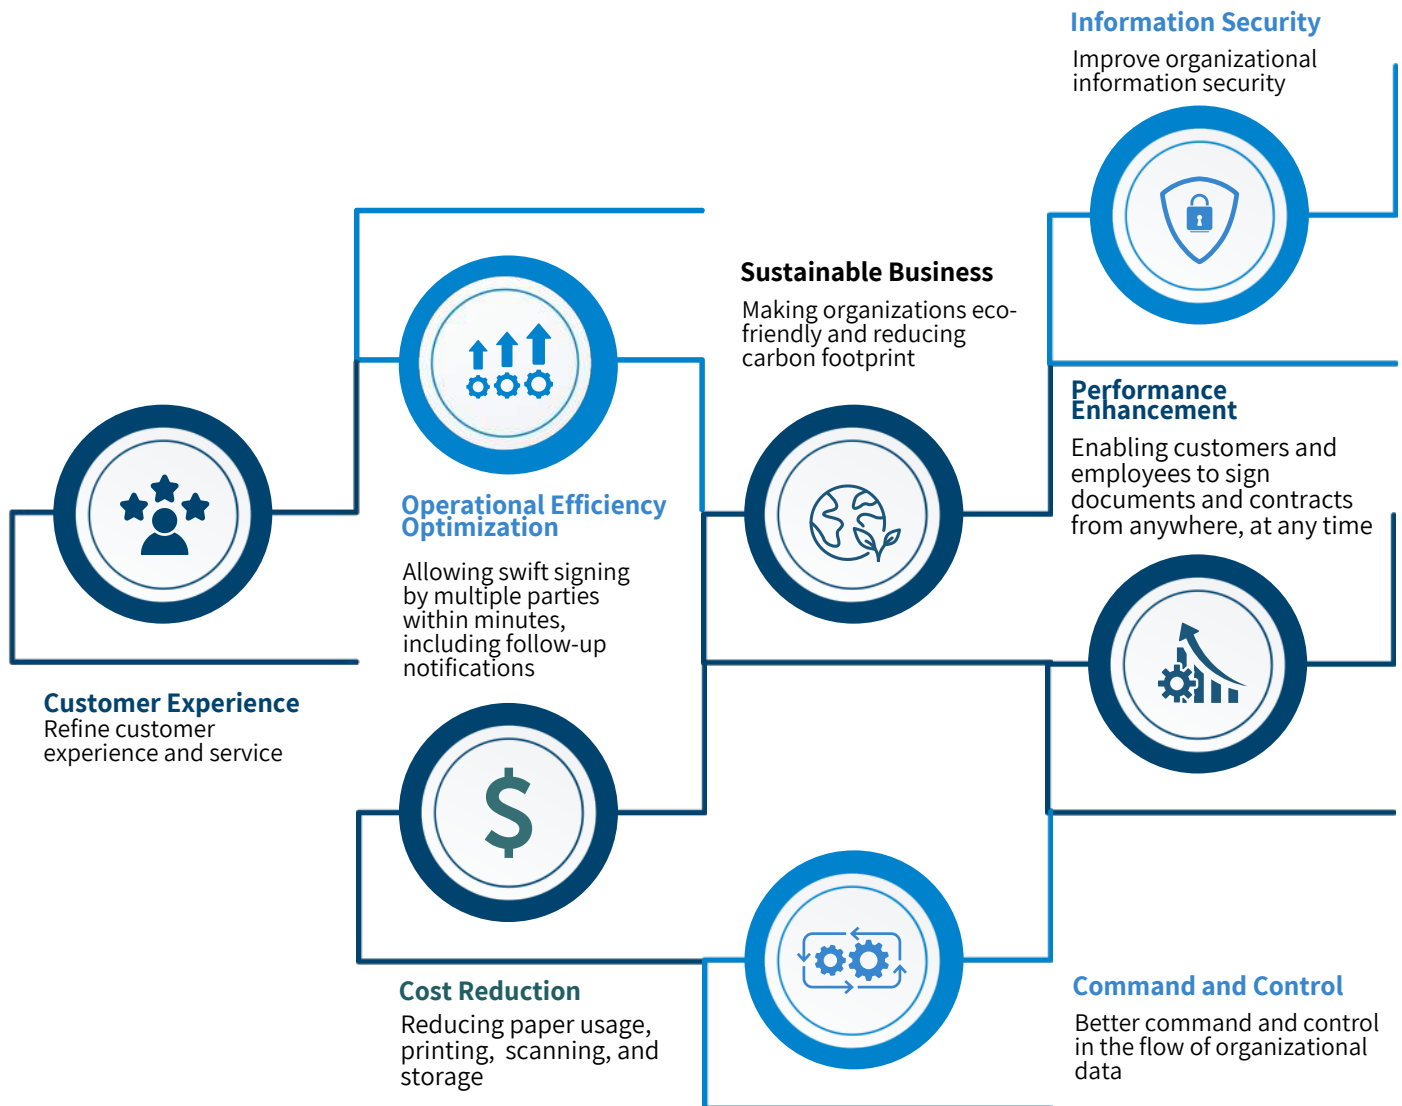 Information Security
Improve organizational
information security
Sustainable Business
Making organizations eco-
friendly and reducing
carbon footprint
Performance
Enhancement
Enabling customers and
employees to sign
documents and contracts
from anywhere, at any time
Operational Efficiency
Optimization
Allowing swift signing
by multiple parties
within minutes,
including follow-up
notifications
Customer Experience
Refine customer
experience and service
$
Cost Reduction
Reducing paper usage,
printing, scanning, and
storage
Command and Control
Better command and control
in the flow of organizational
data